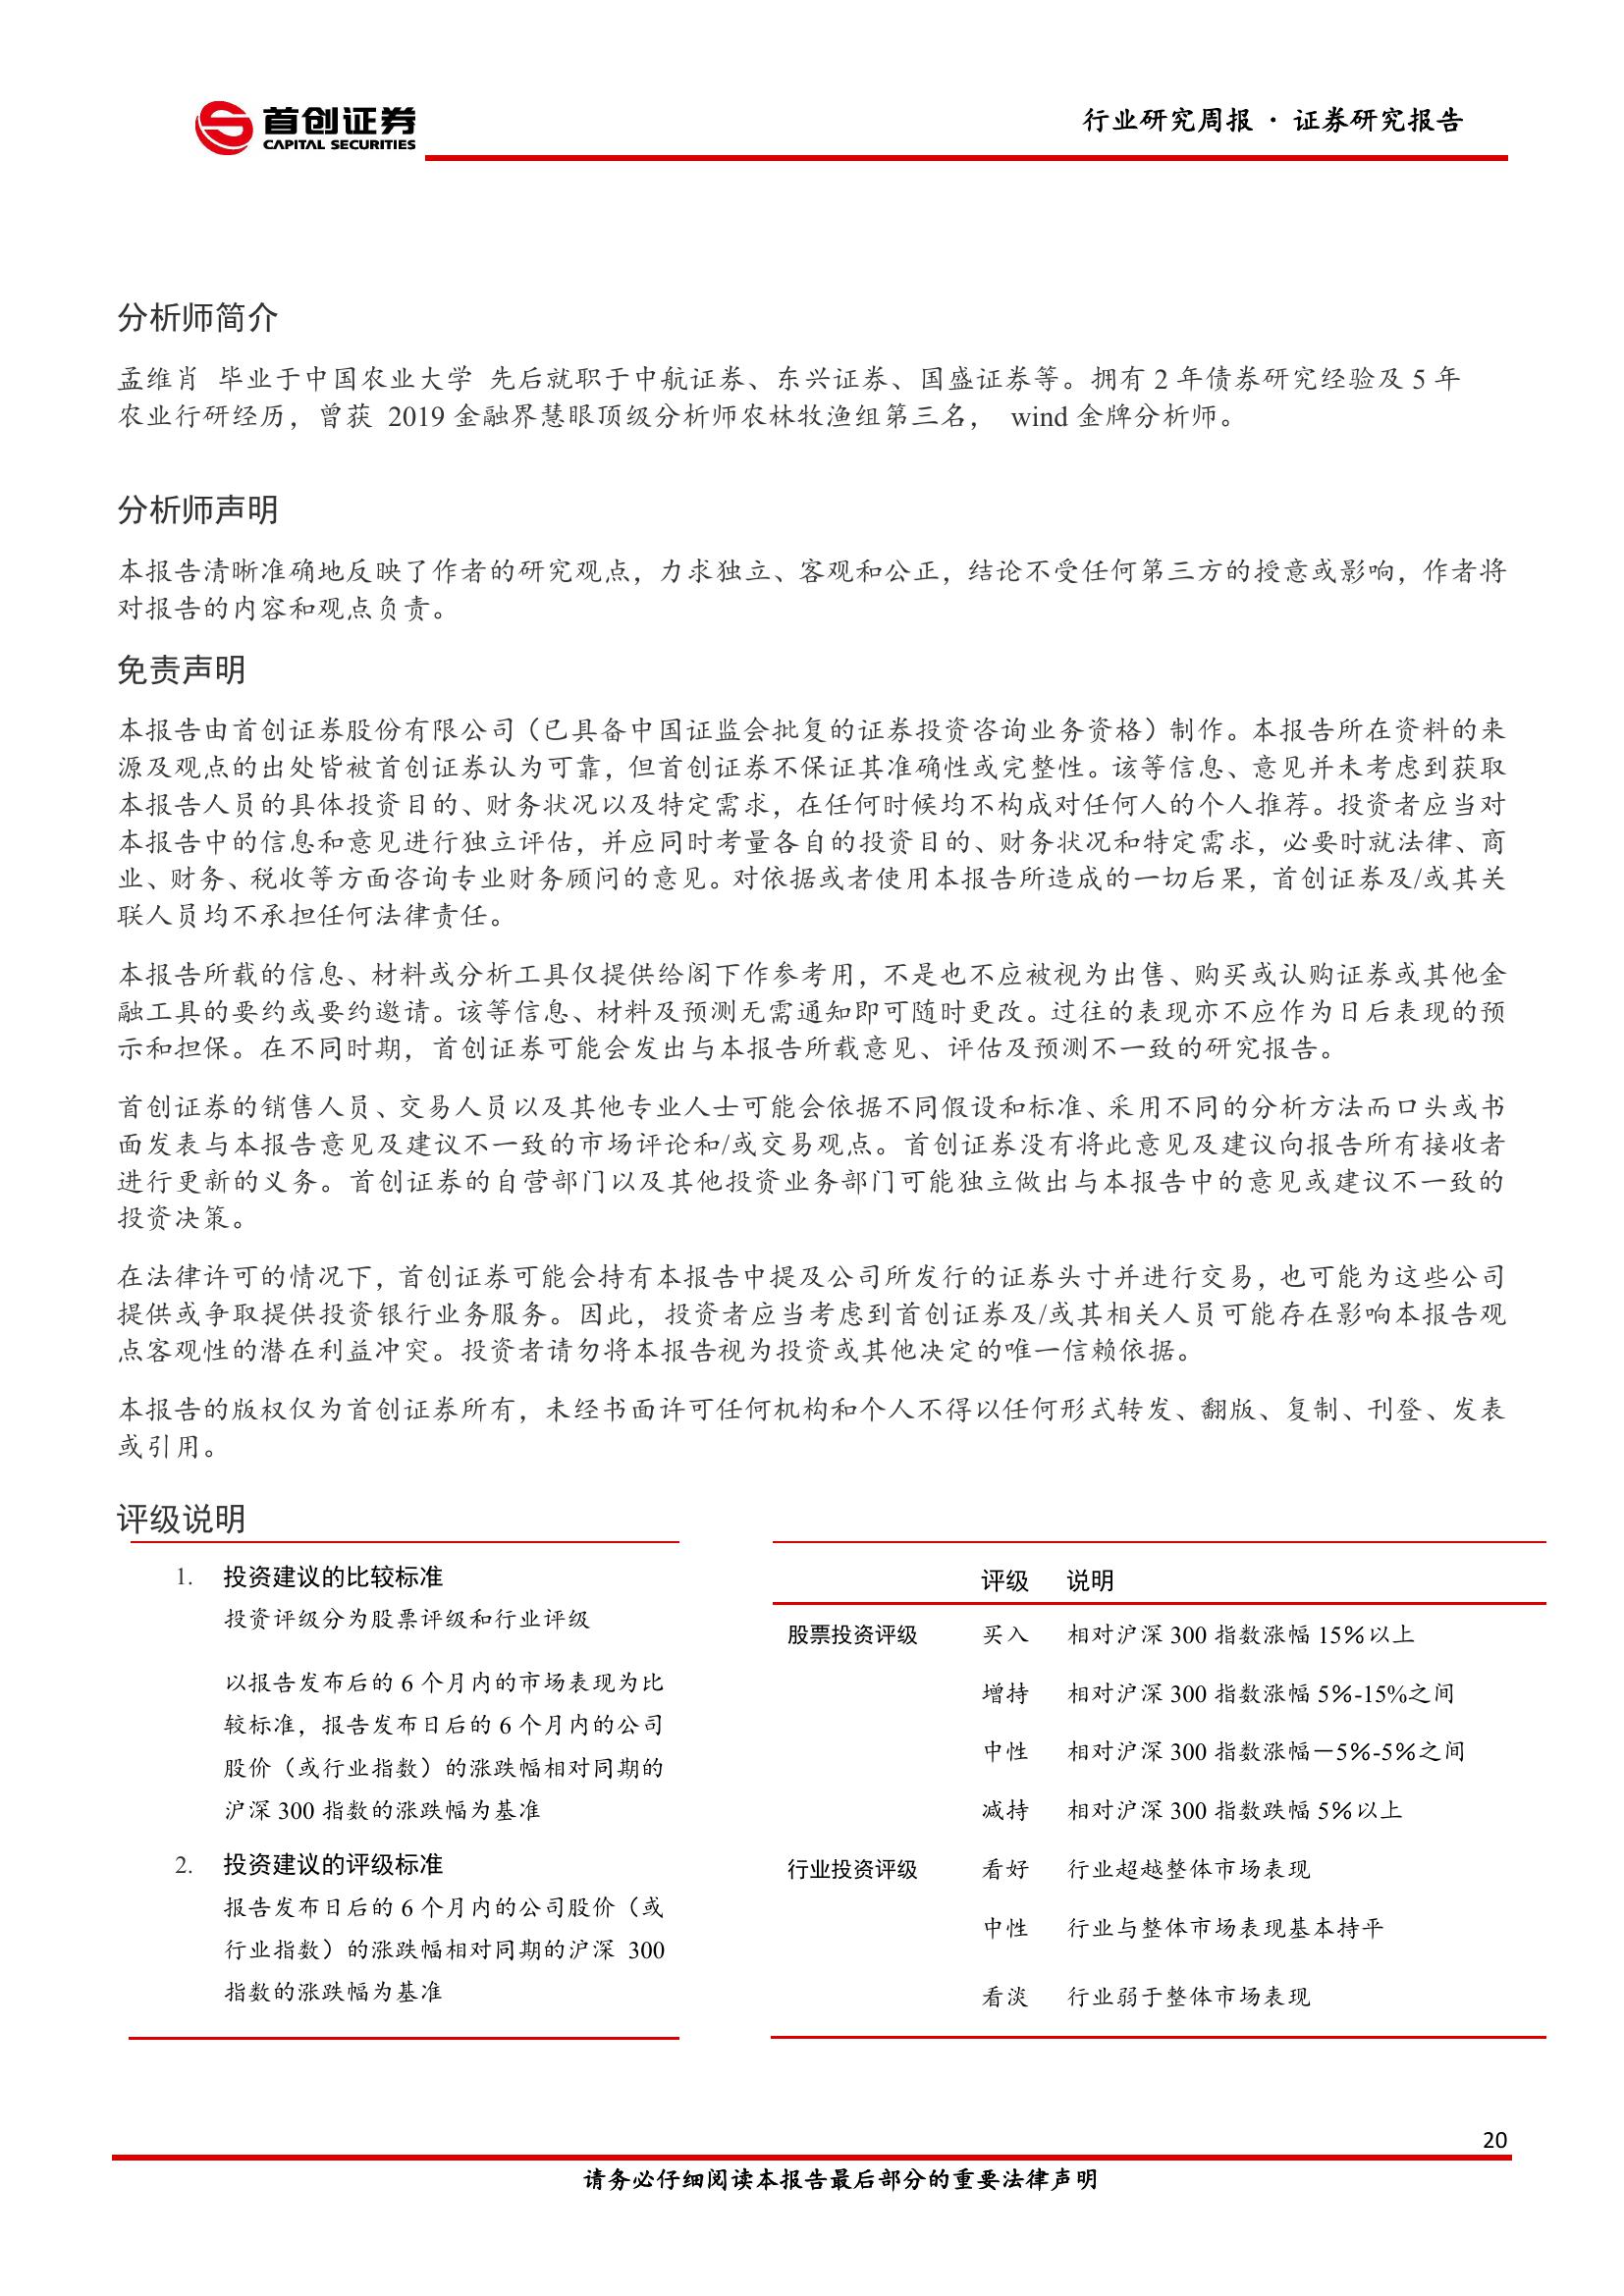 首创证券
CAPITAL SECURITIES
行业研究周报 · 证券研究报告
分析师简介
孟维肖 毕业于中国农业大学 先后就职于中航证券、东兴证券、国盛证券等。拥有 2 年债券研究经验及 5 年
农业行研经历，曾获 2019 金融界慧眼顶级分析师农林牧渔组第三名， wind 金牌分析师。
分析师声明
本报告清晰准确地反映了作者的研究观点，力求独立、客观和公正，结论不受任何第三方的授意或影响，作者将
对报告的内容和观点负责。
免责声明
本报告由首创证券股份有限公司（已具备中国证监会批复的证券投资咨询业务资格）制作。本报告所在资料的来
源及观点的出处皆被首创证券认为可靠，但首创证券不保证其准确性或完整性。该等信息、意见并未考虑到获取
本报告人员的具体投资目的、财务状况以及特定需求，在任何时候均不构成对任何人的个人推荐。投资者应当对
本报告中的信息和意见进行独立评估，并应同时考量各自的投资目的、财务状况和特定需求，必要时就法律、商
业、财务、税收等方面咨询专业财务顾问的意见。对依据或者使用本报告所造成的一切后果，首创证券及/或其关
联人员均不承担任何法律责任。
本报告所载的信息、材料或分析工具仅提供给阁下作参考用，不是也不应被视为出售、购买或认购证券或其他金
融工具的要约或要约邀请。该等信息、材料及预测无需通知即可随时更改。过往的表现亦不应作为日后表现的预
示和担保。在不同时期，首创证券可能会发出与本报告所载意见、评估及预测不一致的研究报告。
首创证券的销售人员、交易人员以及其他专业人士可能会依据不同假设和标准、采用不同的分析方法而口头或书
面发表与本报告意见及建议不一致的市场评论和/或交易观点。首创证券没有将此意见及建议向报告所有接收者
进行更新的义务。首创证券的自营部门以及其他投资业务部门可能独立做出与本报告中的意见或建议不一致的
投资决策。
在法律许可的情况下，首创证券可能会持有本报告中提及公司所发行的证券头寸并进行交易，也可能为这些公司
提供或争取提供投资银行业务服务。因此，投资者应当考虑到首创证券及/或其相关人员可能存在影响本报告观
点客观性的潜在利益冲突。投资者请勿将本报告视为投资或其他决定的唯一信赖依据。
本报告的版权仅为首创证券所有，未经书面许可任何机构和个人不得以任何形式转发、翻版、复制、刊登、发表
或引用。
评级说明
1. 投资建议的比较标准
投资评级分为股票评级和行业评级
以报告发布后的 6 个月内的市场表现为比
较标准，报告发布日后的 6 个月内的公司
股价（或行业指数）的涨跌幅相对同期的
沪深 300 指数的涨跌幅为基准
2. 投资建议的评级标准
报告发布日后的 6 个月内的公司股价（或
行业指数）的涨跌幅相对同期的沪深 300
指数的涨跌幅为基准
评级 说明
股票投资评级 买入 相对沪深 300 指数涨幅 15％以上
增持 相对沪深 300 指数涨幅 5％-15％之间
中性 相对沪深 300 指数涨幅－5％-5％之间
减持 相对沪深 300 指数跌幅 5％以上
行业投资评级 看好 行业超越整体市场表现
中性 行业与整体市场表现基本持平
看淡 行业弱于整体市场表现
20
请务必仔细阅读本报告最后部分的重要法律声明